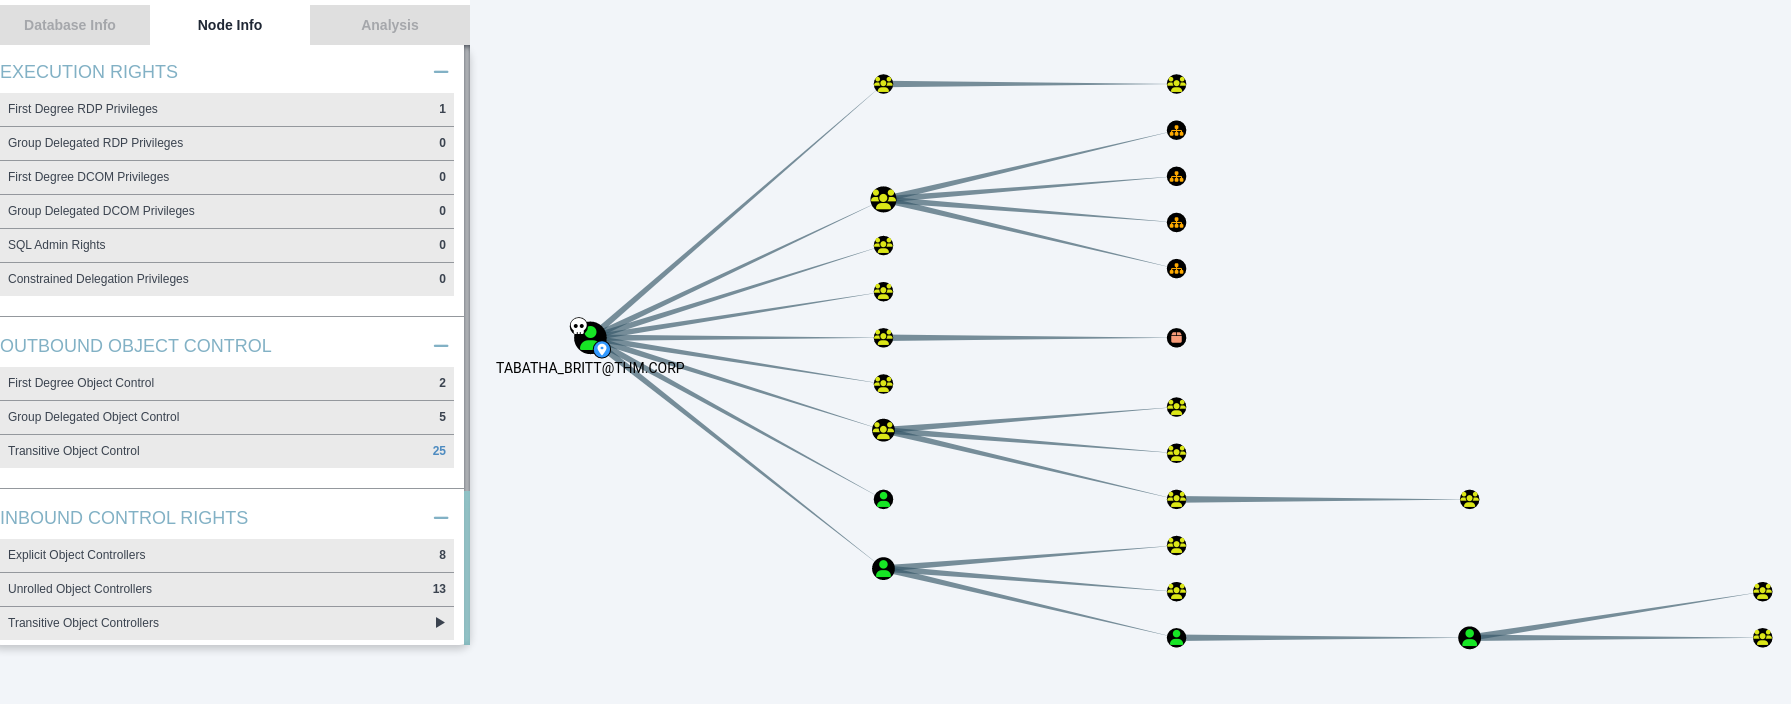 Database Info
Node Info
Analysis
EXECUTION RIGHTS
First Degree RDP Privileges 1
Group Delegated RDP Privileges 0
First Degree DCOM Privileges 0
Group Delegated DCOM Privileges 0
SQL Admin Rights 0
Constrained Delegation Privileges 0
OUTBOUND OBJECT CONTROL
First Degree Object Control 2
Group Delegated Object Control 5
Transitive Object Control 25
INBOUND CONTROL RIGHTS
Explicit Object Controllers 8
Unrolled Object Controllers 13
Transitive Object Controllers
TABATHA_BRITT@THM.CORP